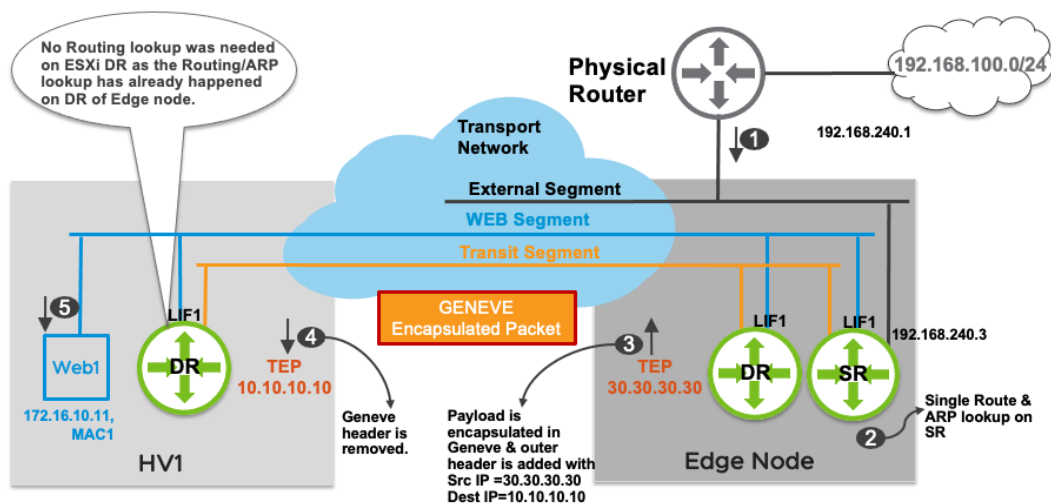 No Routing lookup was needed
on ESXi DR as the Routing/ARP
lookup has already happened
on DR of Edge node.
Physical
Router
192.168.100.0/24
192.168.240.1
1
Transport
Network
External Segment
WEB Segment
Transit Segment
GENEVE
Encapsulated Packet
5
LIF1
Web1
DR
172.16.10.11,
MAC1
4
TEP
10.10.10.10
Geneve
header is
removed.
HV1
3
TEP
30.30.30.30
Payload is
encapsulated in
Geneve & outer
header is added with
Src IP =30.30.30.30
Dest IP=10.10.10.10
LIF1
DR
LIF1
SR
192.168.240.3
2
Single Route &
ARP lookup on
SR
Edge Node